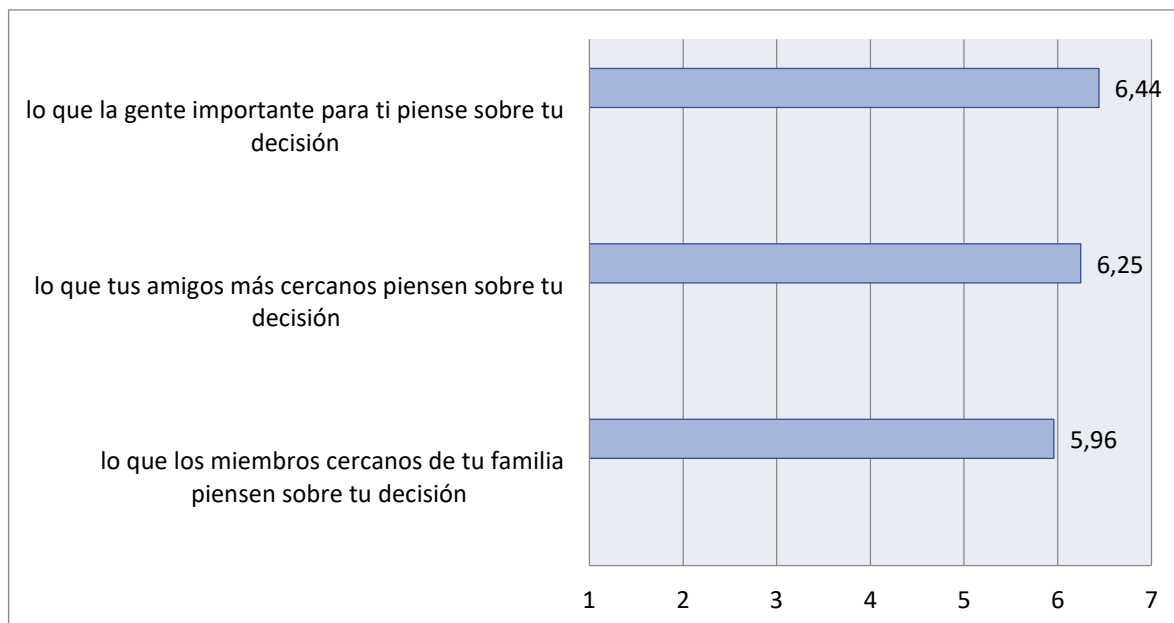 lo que la gente importante para ti piense sobre tu
decisión
6,44
lo que tus amigos más cercanos piensen sobre tu
decisión
6,25
lo que los miembros cercanos de tu familia
piensen sobre tu decisión
5,96
1 2 3 4 5 6 7